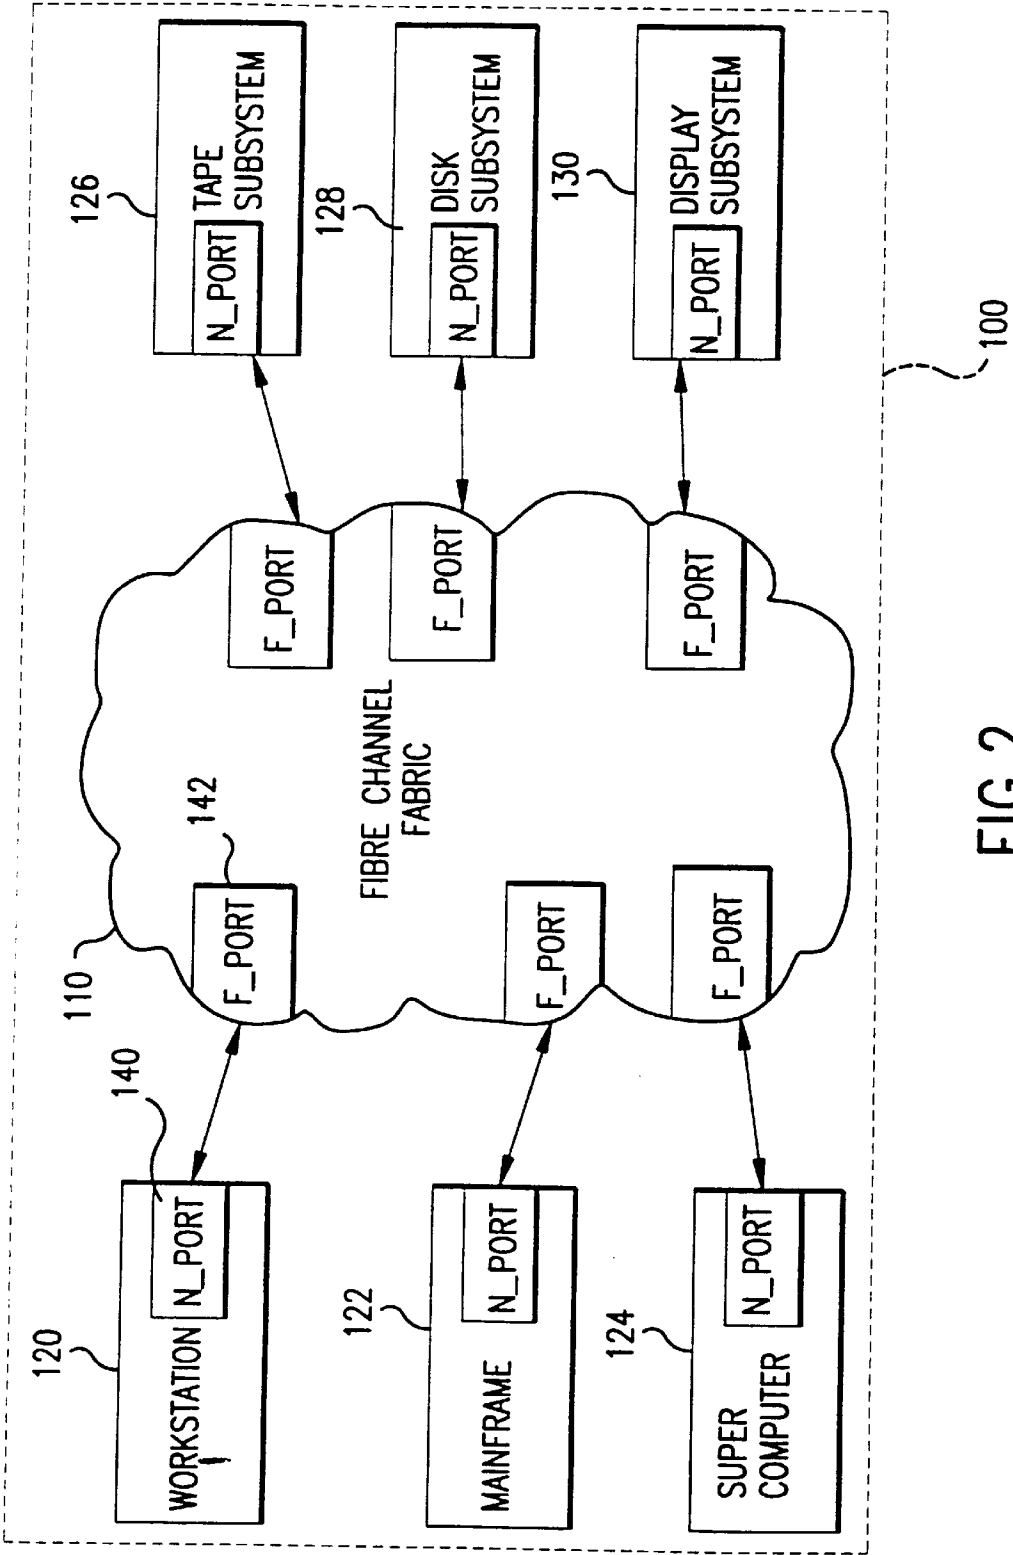 120
WORKSTATION
N_PORT
140
110
F_PORT
142
122
MAINFRAME
N_PORT
F_PORT
124
SUPER
COMPUTER
N_PORT
F_PORT
FIBRE CHANNEL
FABRIC
126
TAPE
SUBSYSTEM
N_PORT
F_PORT
128
DISK
SUBSYSTEM
N_PORT
F_PORT
130
DISPLAY
SUBSYSTEM
N_PORT
F_PORT
100
FIG.2